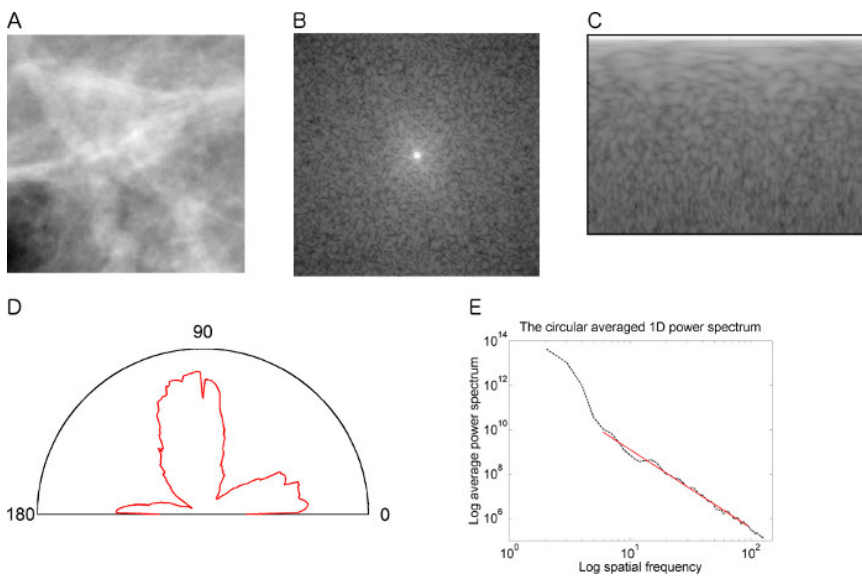 A
B
C
D
90
180
0
E
The circular averaged 1D power spectrum
Log average power spectrum
10^14
10^12
10^10
10^8
10^6
10^0
10^1
10^2
Log spatial frequency